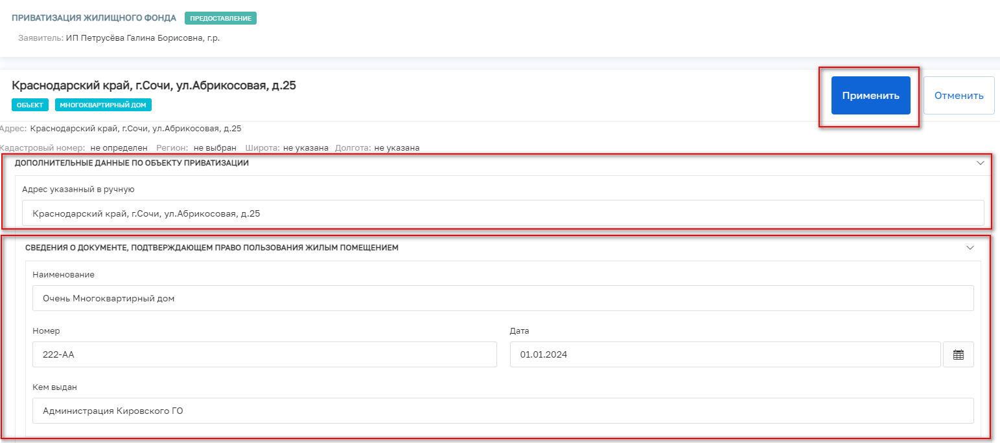 ПРИВАТИЗАЦИЯ ЖИЛИЩНОГО ФОНДА ПРЕДОСТАВЛЕНИЕ
Заявитель: ИП Петрусёва Галина Борисовна, г.р.
Краснодарский край, г.Сочи, ул.Абрикосовая, д.25
ОБЪЕКТ МНОГОКВАРТИРНЫЙ ДОМ
Применить Отменить
Адрес: Краснодарский край, г.Сочи, ул.Абрикосовая, д.25
Кадастровый номер: не определен Регион: не выбран Широта: не указана Долгота: не указана
ДОПОЛНИТЕЛЬНЫЕ ДАННЫЕ ПО ОБЪЕКТУ ПРИВАТИЗАЦИИ
Адрес указанный в ручную
Краснодарский край, г.Сочи, ул.Абрикосовая, д.25
СВЕДЕНИЯ О ДОКУМЕНТЕ, ПОДТВЕРЖДАЮЩЕМ ПРАВО ПОЛЬЗОВАНИЯ ЖИЛЫМ ПОМЕЩЕНИЕМ
Наименование
Очень Многоквартирный дом
Номер Дата
222-АА 01.01.2024
Кем выдан
Администрация Кировского ГО